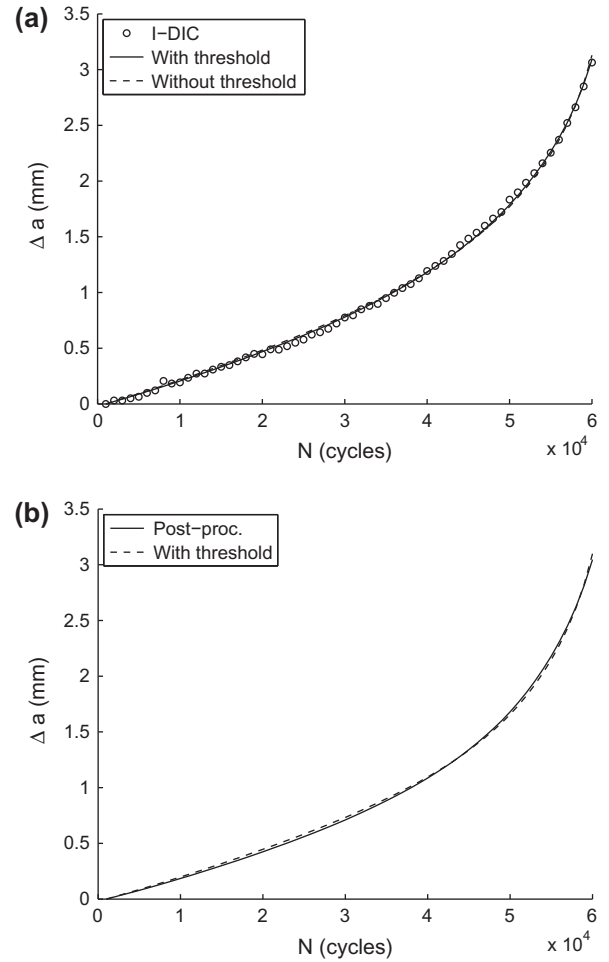 (a)
I-DIC
With threshold
Without threshold
3.5
3
2.5
2
1.5
1
0.5
0
Δ a (mm)
0 1 2 3 4 5 6
N (cycles)
x 10^4
(b)
Post-proc.
With threshold
3.5
3
2.5
2
1.5
1
0.5
0
Δ a (mm)
0 1 2 3 4 5 6
N (cycles)
x 10^4